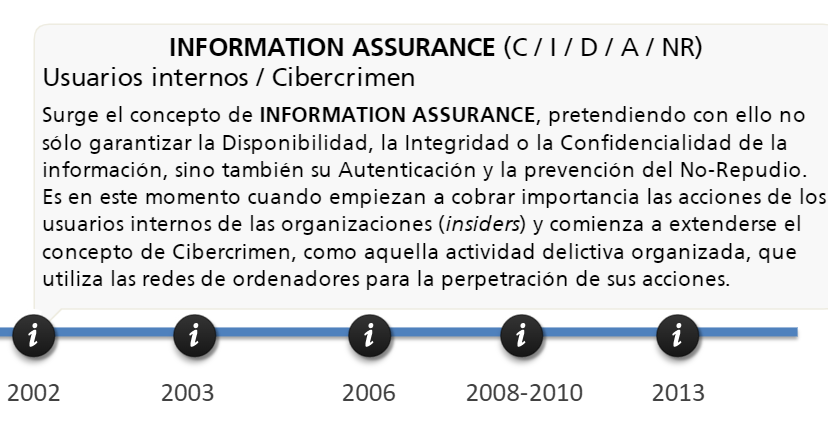 INFORMATION ASSURANCE (C / I / D / A / NR)
Usuarios internos / Cibercrimen
Surge el concepto de INFORMATION ASSURANCE, pretendiendo con ello no
sólo garantizar la Disponibilidad, la Integridad o la Confidencialidad de la
información, sino también su Autenticación y la prevención del No-Repudio.
Es en este momento cuando empiezan a cobrar importancia las acciones de los
usuarios internos de las organizaciones (insiders) y comienza a extenderse el
concepto de Cibercrimen, como aquella actividad delictiva organizada, que
utiliza las redes de ordenadores para la perpetración de sus acciones.
i i i i i
2002 2003 2006 2008-2010 2013